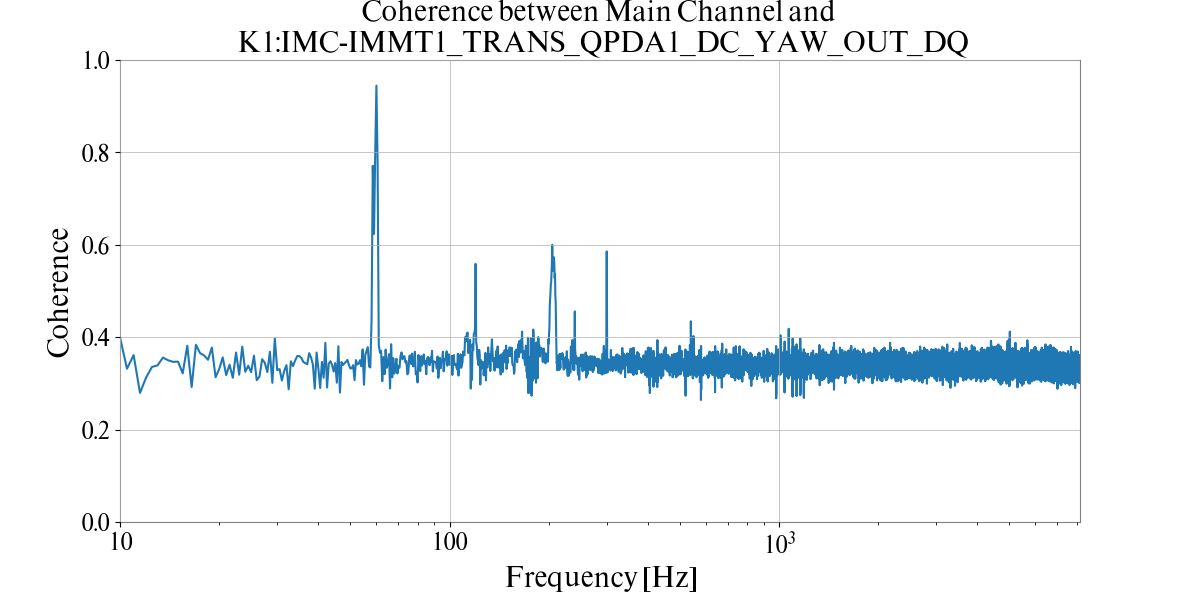 Coherence between Main Channel and
K1:IMC-IMMT1_TRANS_QPDA1_DC_YAW_OUT_DQ
1.0
0.8
0.6
0.4
0.2
0.0
Coherence
10
100
10³
Frequency [Hz]